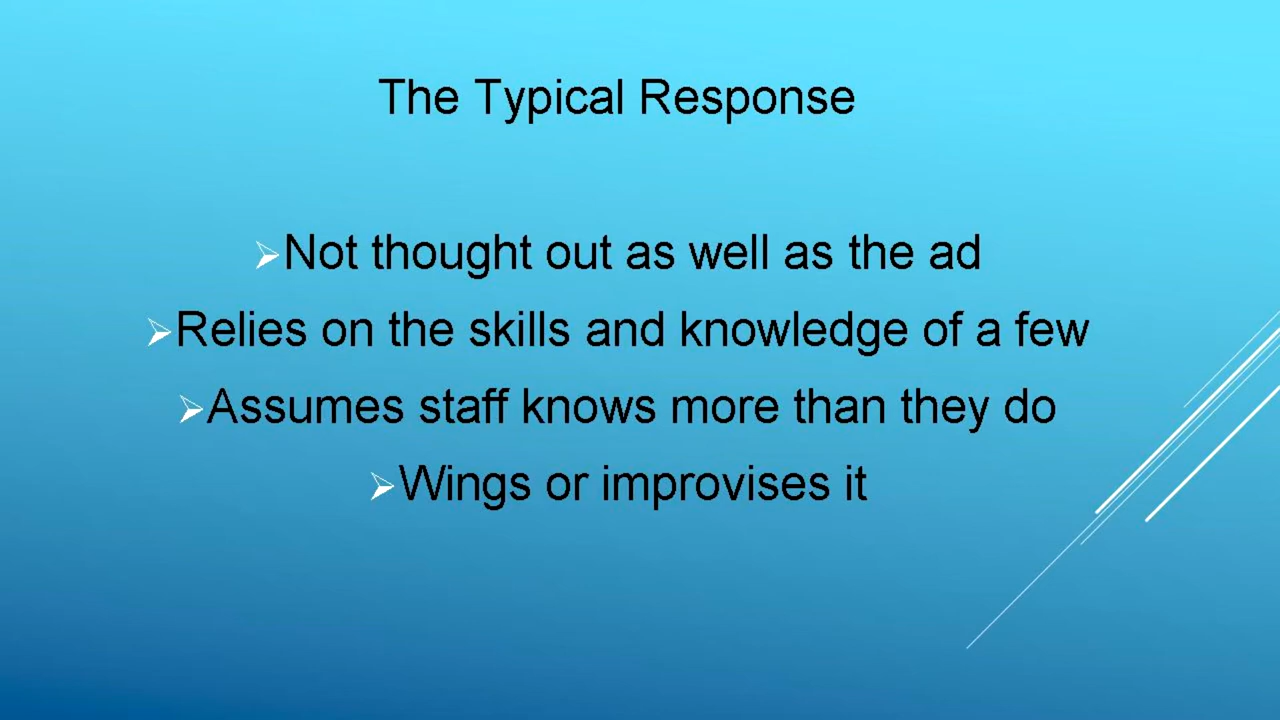 The Typical Response
➢Not thought out as well as the ad
➢Relies on the skills and knowledge of a few
➢Assumes staff knows more than they do
➢Wings or improvises it